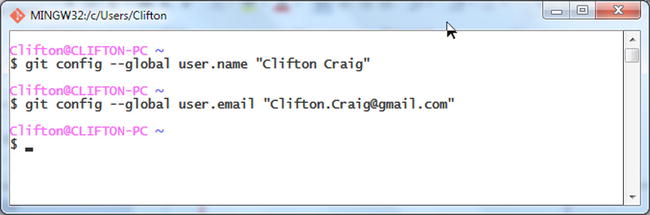 MINGW32:/c/Users/Clifton
Clifton@CLIFTON-PC ~
$ git config --global user.name "Clifton Craig"
Clifton@CLIFTON-PC ~
$ git config --global user.email "Clifton.Craig@gmail.com"
Clifton@CLIFTON-PC ~
$